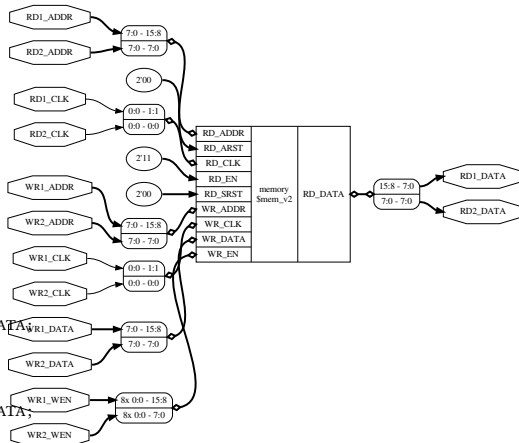 RD1_ADDR
RD2_ADDR
7:0 - 15:8
7:0 - 7:0
2'00
RD1_CLK
RD2_CLK
0:0 - 1:1
0:0 - 0:0
2'11
2'00
WR1_ADDR
WR2_ADDR
7:0 - 15:8
7:0 - 7:0
WR1_CLK
WR2_CLK
0:0 - 1:1
0:0 - 0:0
ATA;
WR1_DATA
WR2_DATA
7:0 - 15:8
7:0 - 7:0
ATA;
WR1_WEN
WR2_WEN
8x 0:0 - 15:8
8x 0:0 - 7:0
RD_ADDR
RD_ARST
RD_CLK
RD_EN
RD_SRST
WR_ADDR
WR_CLK
WR_DATA
WR_EN
memory
$mem_v2
RD_DATA
15:8 - 7:0
7:0 - 7:0
RD1_DATA
RD2_DATA